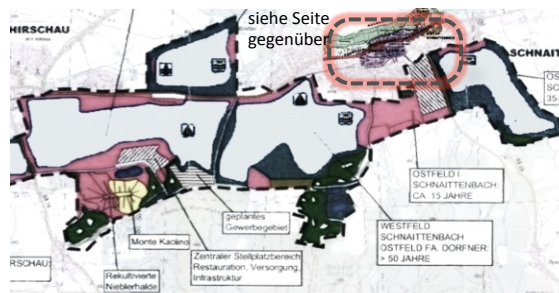 siehe Seite
gegenüber
HIRSCHAU
SCHNAITTE
OSTFELD I
SCHNAITTENBACH
CA. 15 JAHRE
geplantes
Gewerbegebiet
WESTFELD
SCHNAITTENBACH
OSTFELD FA. DORFNER
> 50 JAHRE
Monte Kaolino
Zentraler Stellplatzbereich
Restauration, Versorgung,
Infrastruktur
HIRSCHAU:
Rekultivierte
Nieblerhalde